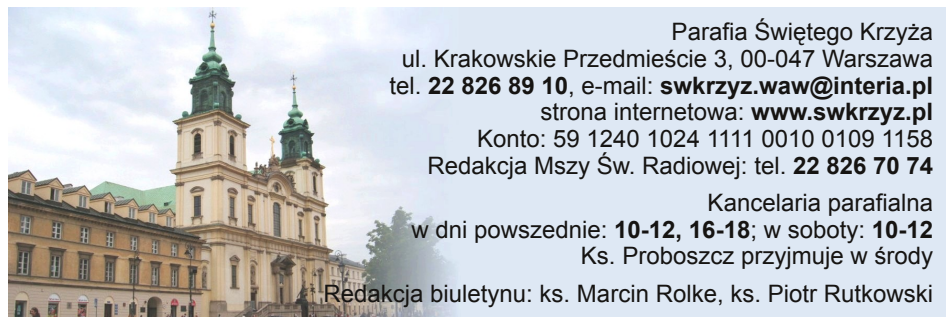 Parafia Świętego Krzyża
ul. Krakowskie Przedmieście 3, 00-047 Warszawa
tel. 22 826 89 10, e-mail: swkrzyz.waw@interia.pl
strona internetowa: www.swkrzyz.pl
Konto: 59 1240 1024 1111 0010 0109 1158
Redakcja Mszy Św. Radiowej: tel. 22 826 70 74
Kancelaria parafialna
w dni powszednie: 10-12, 16-18; w soboty: 10-12
Ks. Proboszcz przyjmuje w środy
Redakcja biuletynu: ks. Marcin Rolke, ks. Piotr Rutkowski